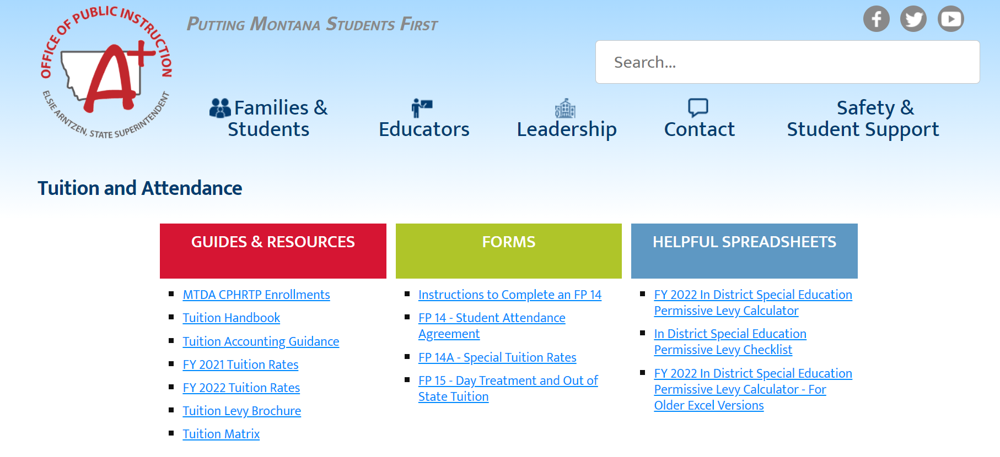 OFFICE OF PUBLIC INSTRUCTION
A+
ELSIE ARNTZEN, STATE SUPERINTENDENT
PUTTING MONTANA STUDENTS FIRST
Search...
Families &
Students
Educators
Leadership
Contact
Safety &
Student Support
Tuition and Attendance
GUIDES & RESOURCES
MTDA CPHRTP Enrollments
Tuition Handbook
Tuition Accounting Guidance
FY 2021 Tuition Rates
FY 2022 Tuition Rates
Tuition Levy Brochure
Tuition Matrix
FORMS
Instructions to Complete an FP 14
FP 14 - Student Attendance
Agreement
FP 14A - Special Tuition Rates
FP 15 - Day Treatment and Out of
State Tuition
HELPFUL SPREADSHEETS
FY 2022 In District Special Education
Permissive Levy Calculator
In District Special Education
Permissive Levy Checklist
FY 2022 In District Special Education
Permissive Levy Calculator - For
Older Excel Versions